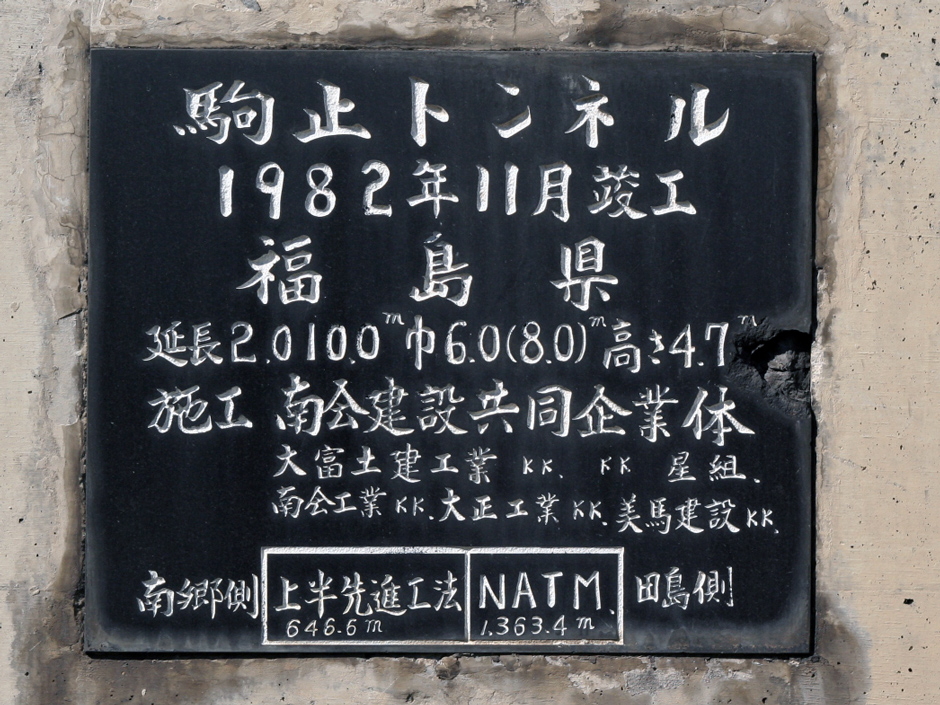 駒止トンネル
1982年11月竣工
福島県
延長2.010.0m 巾6.0(8.0)m 高さ4.7m
施工 南会建設共同企業体
大富土建工業KK. KK星組.
南会工業KK. 大正工業KK. 美馬建設KK.
南郷側 上半先進工法 NATM. 田島側
646.6m 1,363.4m